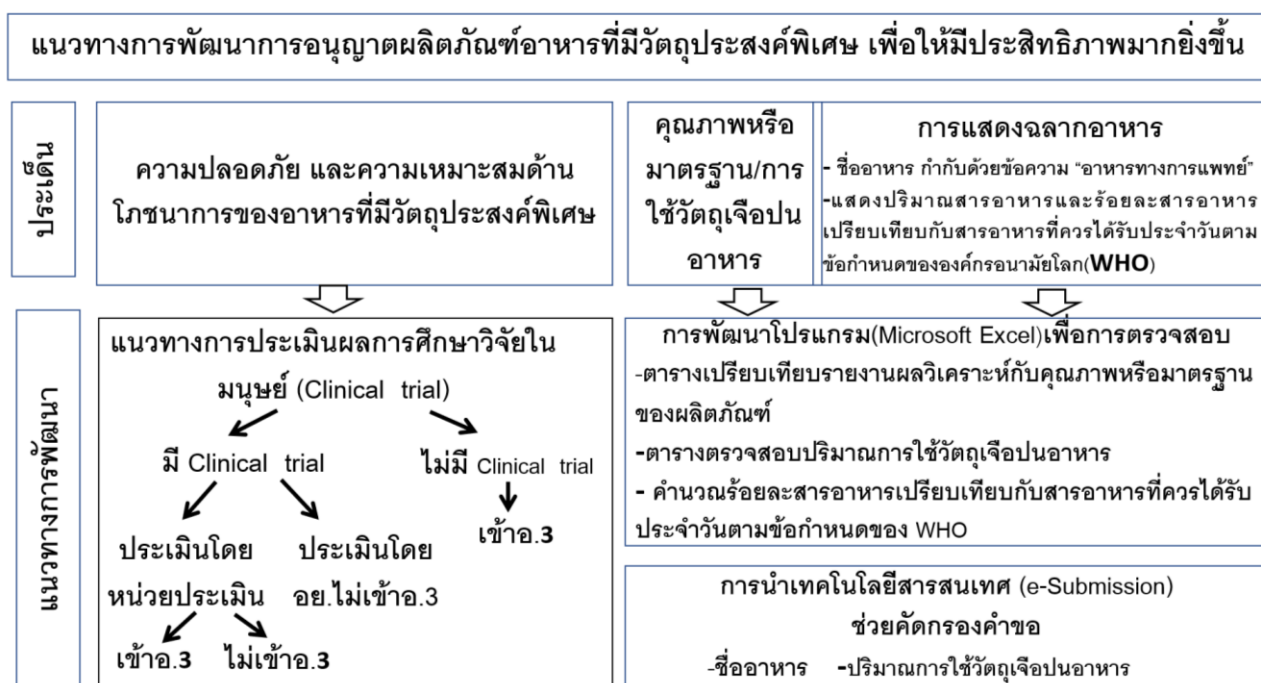 แนวทางการพัฒนาการอนุญาตผลิตภัณฑ์อาหารที่มีวัตถุประสงค์พิเศษ เพื่อให้มีประสิทธิภาพมากยิ่งขึ้น
ประเด็น
ความปลอดภัย และความเหมาะสมด้าน
โภชนาการของอาหารที่มีวัตถุประสงค์พิเศษ
คุณภาพหรือ
มาตรฐาน/การ
ใช้วัตถุเจือปน
อาหาร
การแสดงฉลากอาหาร
- ชื่ออาหาร กำกับด้วยข้อความ "อาหารทางการแพทย์"
-แสดงปริมาณสารอาหารและร้อยละสารอาหาร
เปรียบเทียบกับสารอาหารที่ควรได้รับประจำวันตาม
ข้อกำหนดขององค์กรอนามัยโลก(WHO)
แนวทางการพัฒนา
แนวทางการประเมินผลการศึกษาวิจัยใน
มนุษย์ (Clinical trial)
มี Clinical trial
ไม่มี Clinical trial
ประเมินโดย
หน่วยประเมิน
ประเมินโดย
อย.ไม่เข้าอ.3
เข้าอ.3
เข้าอ.3
ไม่เข้าอ.3
การพัฒนาโปรแกรม(Microsoft Excel)เพื่อการตรวจสอบ
-ตารางเปรียบเทียบรายงานผลวิเคราะห์กับคุณภาพหรือมาตรฐาน
ของผลิตภัณฑ์
-ตารางตรวจสอบปริมาณการใช้วัตถุเจือปนอาหาร
- คำนวณร้อยละสารอาหารเปรียบเทียบกับสารอาหารที่ควรได้รับ
ประจำวันตามข้อกำหนดของ WHO
การนำเทคโนโลยีสารสนเทศ (e-Submission)
ช่วยคัดกรองคำขอ
-ชื่ออาหาร -ปริมาณการใช้วัตถุเจือปนอาหาร